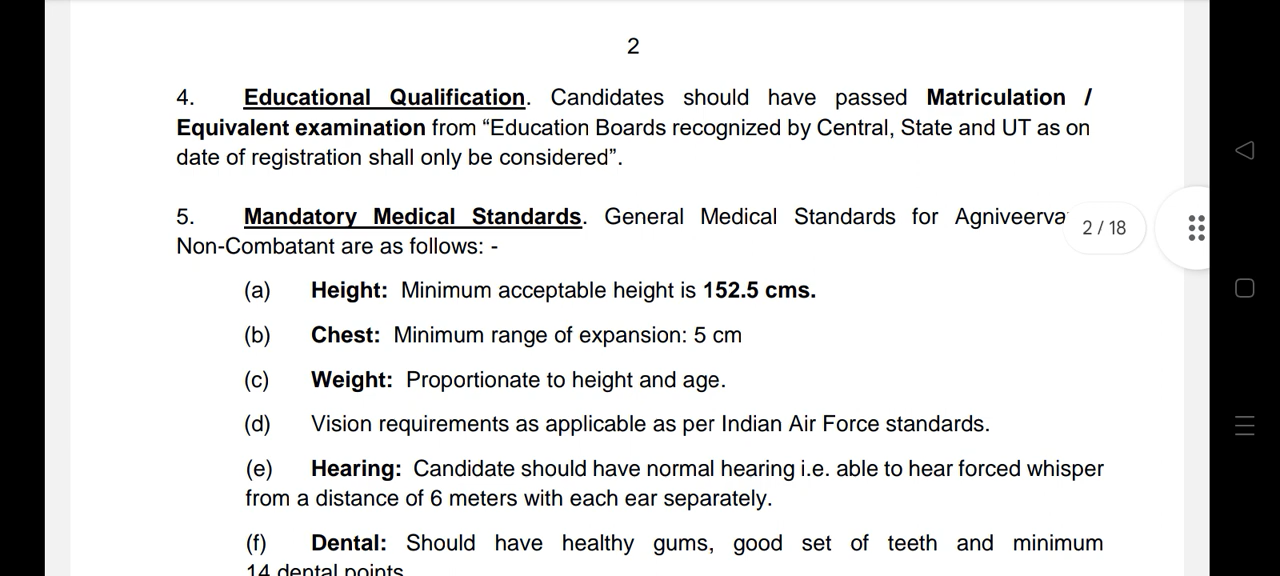 2
4. Educational Qualification. Candidates should have passed Matriculation /
Equivalent examination from “Education Boards recognized by Central, State and UT as on
date of registration shall only be considered”.
5. Mandatory Medical Standards. General Medical Standards for Agniveerva
2 / 18
Non-Combatant are as follows: -
(a) Height: Minimum acceptable height is 152.5 cms.
(b) Chest: Minimum range of expansion: 5 cm
(c) Weight: Proportionate to height and age.
(d) Vision requirements as applicable as per Indian Air Force standards.
(e) Hearing: Candidate should have normal hearing i.e. able to hear forced whisper
from a distance of 6 meters with each ear separately.
(f) Dental: Should have healthy gums, good set of teeth and minimum
14 dental points